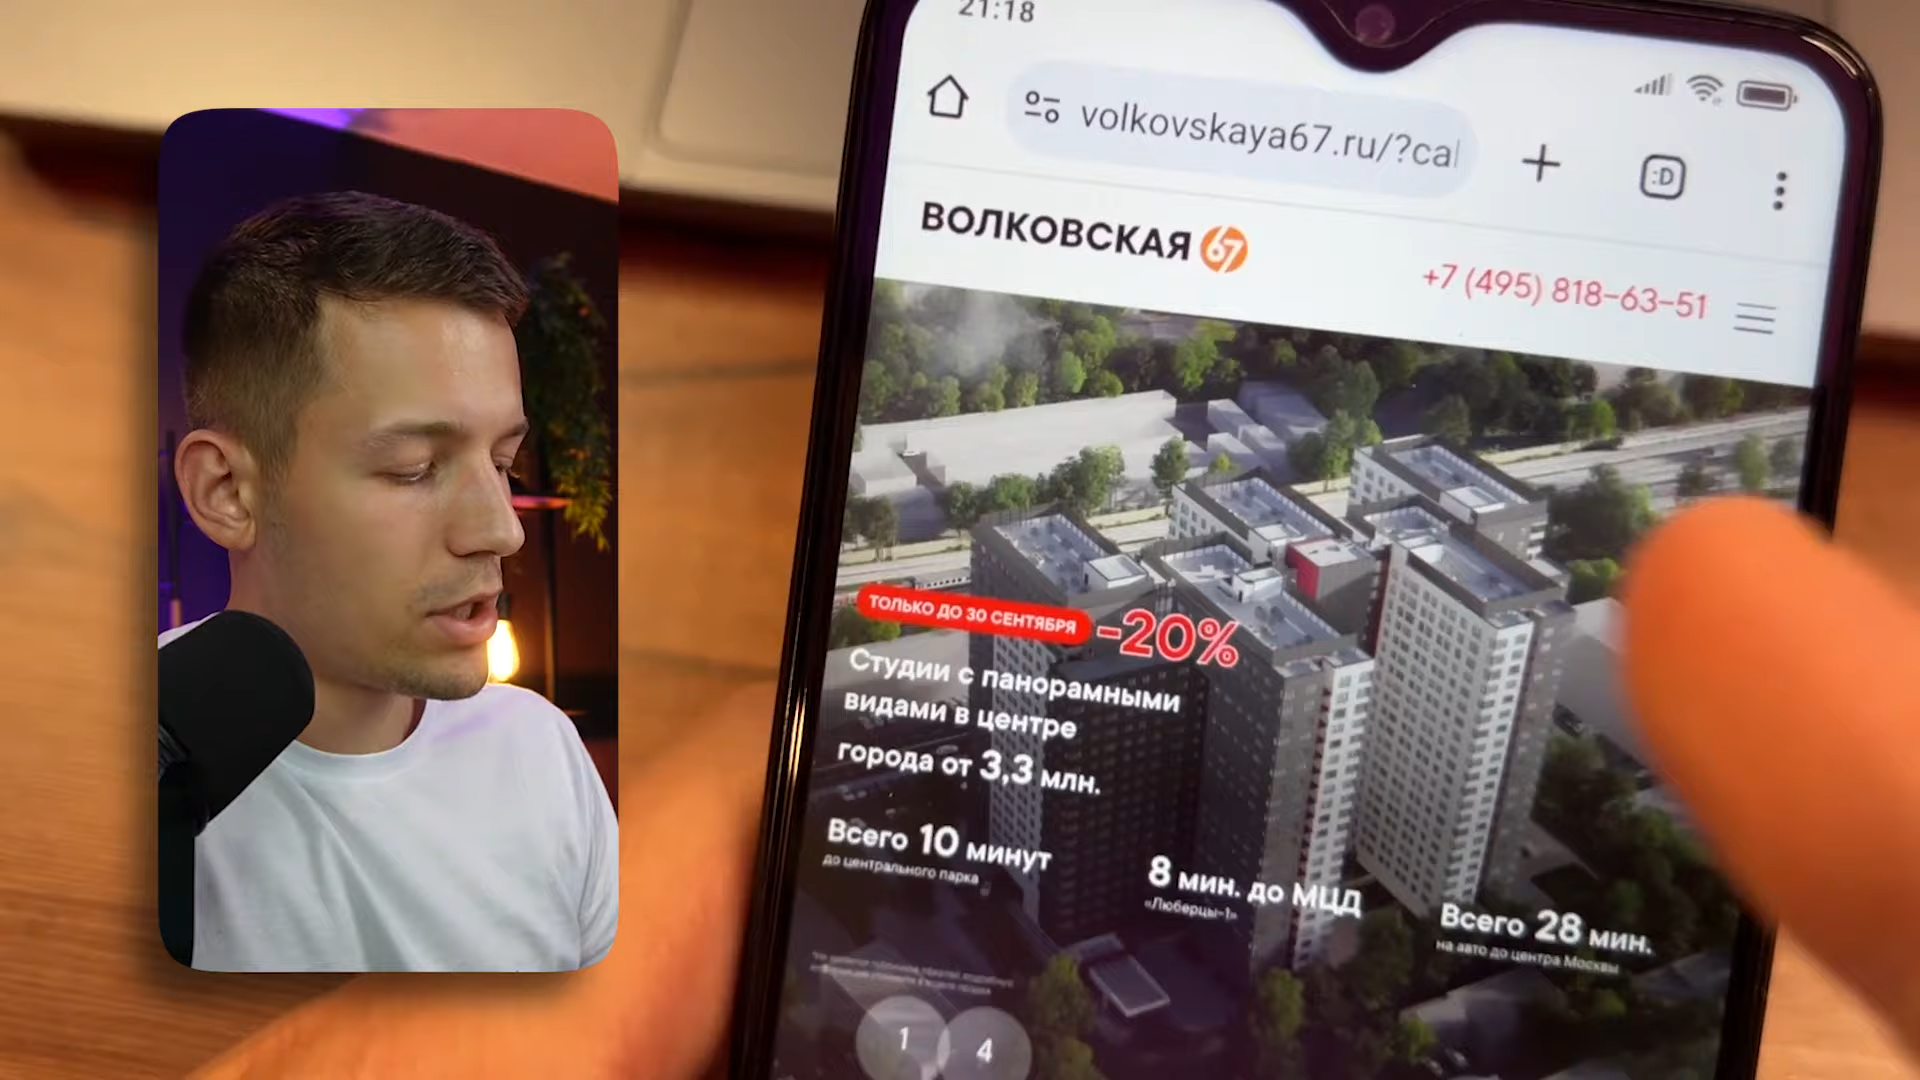 21:18
volkovskaya67.ru/?cal
:D
ВОЛКОВСКАЯ 67
+7 (495) 818-63-51
ТОЛЬКО ДО 30 СЕНТЯБРЯ -20%
Студии с панорамными
видами в центре
города от 3,3 млн.
Всего 10 минут
до центрального парка
8 мин. до МЦД
«Люберцы-1»
Всего 28 мин.
на авто до центра Москвы
1 4